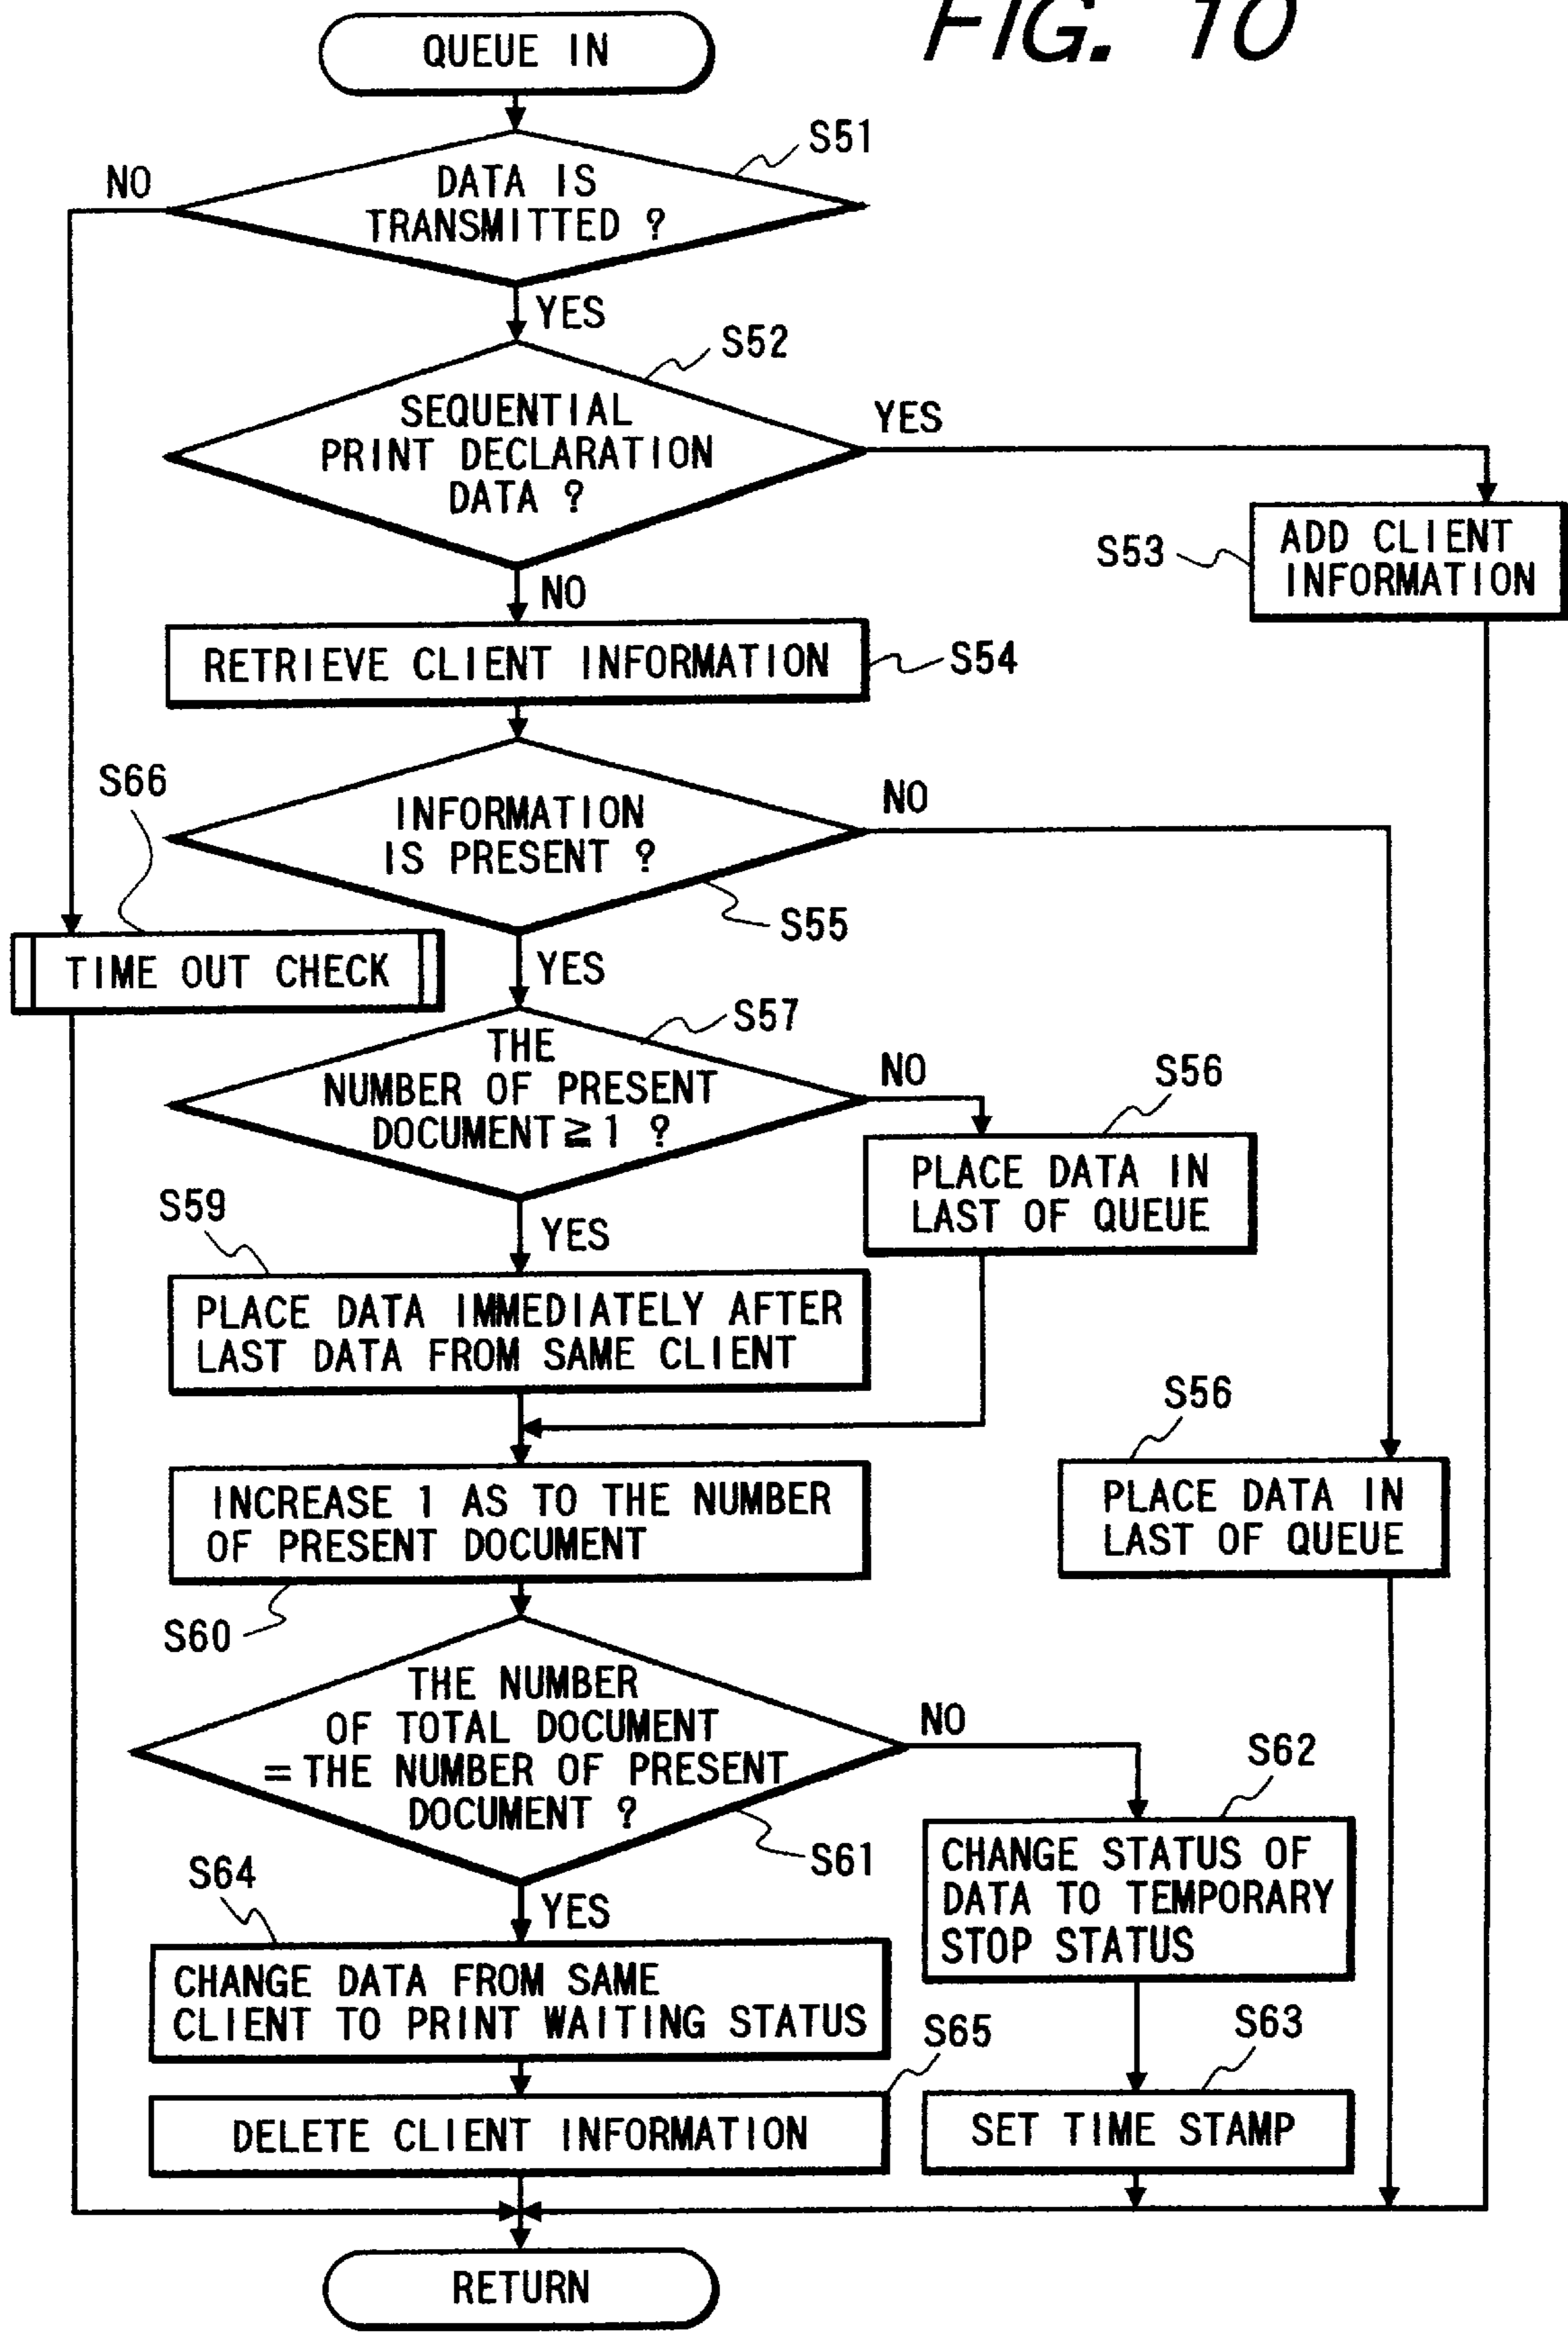 FIG. 10
QUEUE IN
S51
NO
DATA IS
TRANSMITTED ?
YES
S52
SEQUENTIAL
PRINT DECLARATION
DATA ?
YES
S53
ADD CLIENT
INFORMATION
NO
RETRIEVE CLIENT INFORMATION
S54
S66
INFORMATION
IS PRESENT ?
NO
S55
TIME OUT CHECK
YES
S57
THE
NUMBER OF PRESENT
DOCUMENT ≧ 1 ?
NO
S56
PLACE DATA IN
LAST OF QUEUE
S59
YES
PLACE DATA IMMEDIATELY AFTER
LAST DATA FROM SAME CLIENT
S56
PLACE DATA IN
LAST OF QUEUE
INCREASE 1 AS TO THE NUMBER
OF PRESENT DOCUMENT
S60
THE NUMBER
OF TOTAL DOCUMENT
= THE NUMBER OF PRESENT
DOCUMENT ?
NO
S62
S61
CHANGE STATUS OF
DATA TO TEMPORARY
STOP STATUS
S64
YES
CHANGE DATA FROM SAME
CLIENT TO PRINT WAITING STATUS
S65
S63
DELETE CLIENT INFORMATION
SET TIME STAMP
RETURN